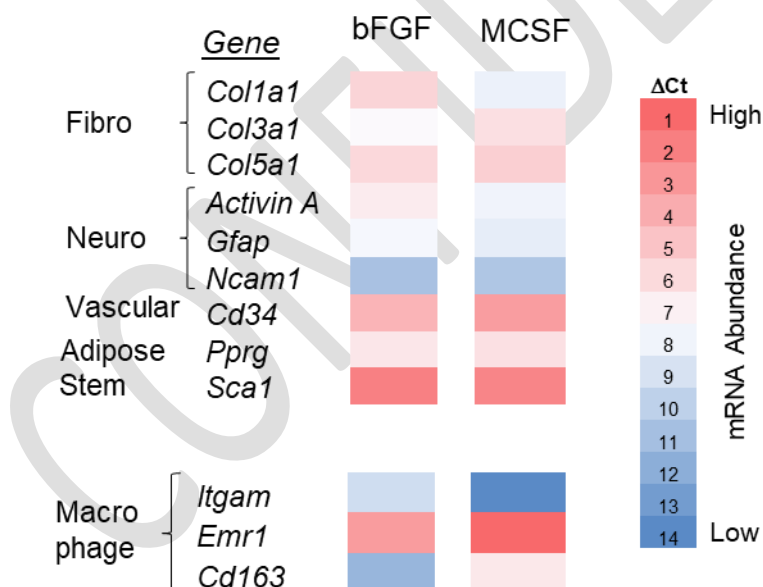 bFGF MCSF
Gene
ΔCt
Fibro
Col1a1
Col3a1
Col5a1
Neuro
Activin A
Gfap
Ncam1
Vascular
Cd34
Adipose
Pprg
Stem
Sca1
Macro
phage
Itgam
Emr1
Cd163
High
1
2
3
4
5
6
7
8
9
10
11
12
13
14
Low
mRNA Abundance
CONFIDE